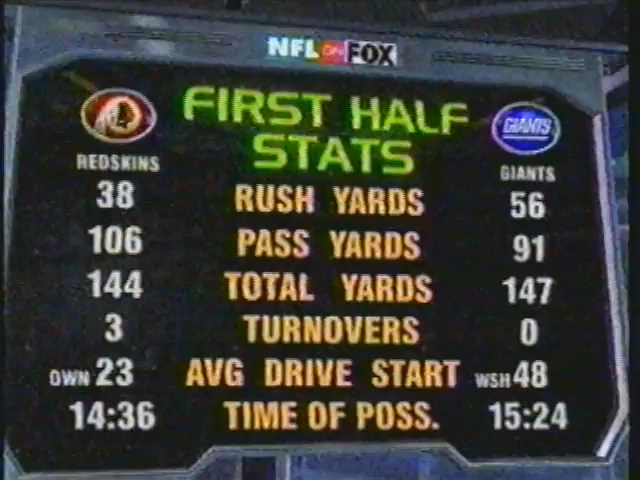 NFL on FOX
FIRST HALF
STATS
GIANTS
REDSKINS GIANTS
38 RUSH YARDS 56
106 PASS YARDS 91
144 TOTAL YARDS 147
3 TURNOVERS 0
OWN 23 AVG DRIVE START WSH 48
14:36 TIME OF POSS. 15:24